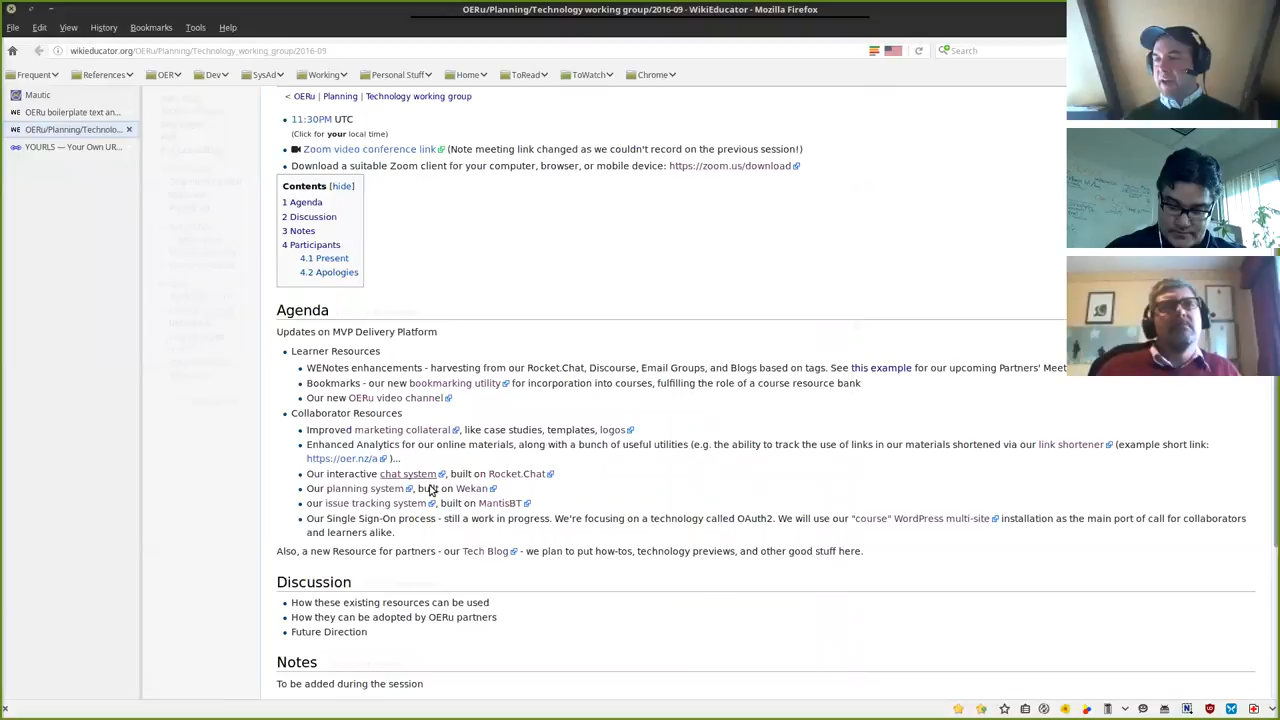 OERu/Planning/Technology working group/2016-09 - WikiEducator - Mozilla Firefox
File Edit View History Bookmarks Tools Help
wikieducator.org/OERu/Planning/Technology_working_group/2016-09
Search
Frequent References OER Dev SysAd Working Personal Stuff Home ToRead ToWatch Chrome
Mautic
OERu boilerplate text an...
OERu/Planning/Technolo...
YOURLS — Your Own UR...
< OERu | Planning | Technology working group
11:30PM UTC
(Click for your local time)
Zoom video conference link (Note meeting link changed as we couldn't record on the previous session!)
Download a suitable Zoom client for your computer, browser, or mobile device: https://zoom.us/download
Contents [hide]
1 Agenda
2 Discussion
3 Notes
4 Participants
4.1 Present
4.2 Apologies
Agenda
Updates on MVP Delivery Platform
Learner Resources
WENotes enhancements - harvesting from our Rocket.Chat, Discourse, Email Groups, and Blogs based on tags. See this example for our upcoming Partners' Meet
Bookmarks - our new bookmarking utility for incorporation into courses, fulfilling the role of a course resource bank
Our new OERu video channel
Collaborator Resources
Improved marketing collateral, like case studies, templates, logos
Enhanced Analytics for our online materials, along with a bunch of useful utilities (e.g. the ability to track the use of links in our materials shortened via our link shortener (example short link:
https://oer.nz/a )...
Our interactive chat system, built on Rocket.Chat
Our planning system, built on Wekan
our issue tracking system, built on MantisBT
Our Single Sign-On process - still a work in progress. We're focusing on a technology called OAuth2. We will use our "course" WordPress multi-site installation as the main port of call for collaborators
and learners alike.
Also, a new Resource for partners - our Tech Blog - we plan to put how-tos, technology previews, and other good stuff here.
Discussion
How these existing resources can be used
How they can be adopted by OERu partners
Future Direction
Notes
To be added during the session